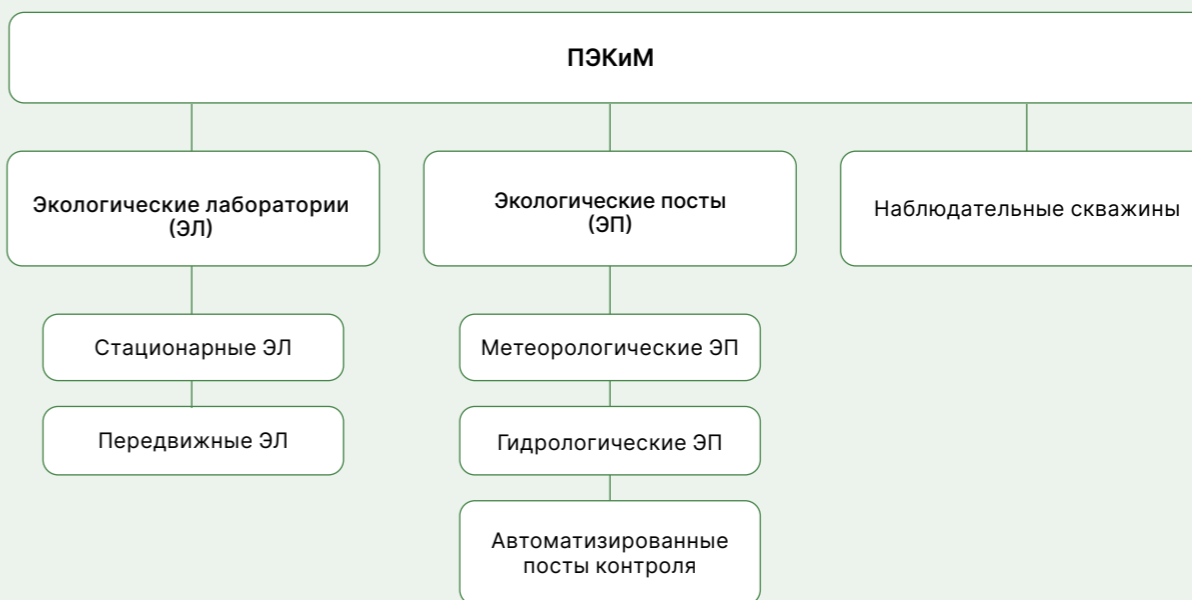 ПЭКиМ
Экологические лаборатории
(ЭЛ)
Экологические посты
(ЭП)
Наблюдательные скважины
Стационарные ЭЛ
Передвижные ЭЛ
Метеорологические ЭП
Гидрологические ЭП
Автоматизированные
посты контроля